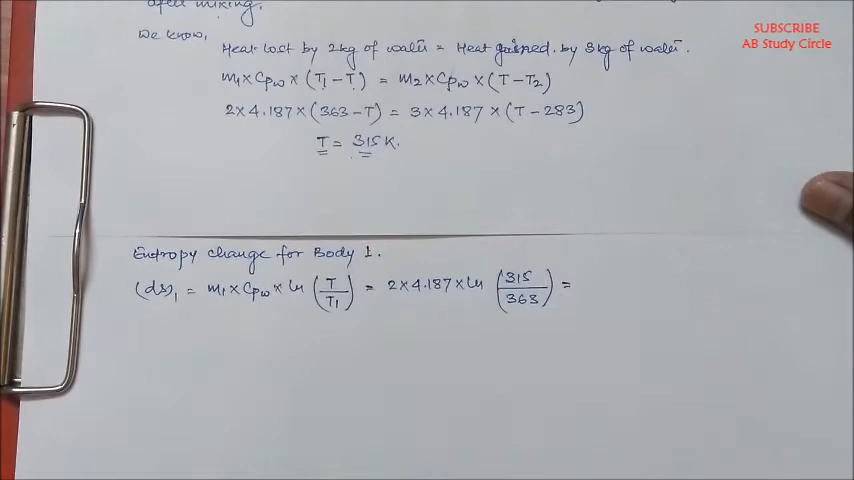 after mixing.
SUBSCRIBE
AB Study Circle
We know,
Heat lost by 2kg of water = Heat gained by 3kg of water.
m₁ × Cpw × (T₁ - T) = m₂ × Cpw × (T - T₂)
2 × 4.187 × (363 - T) = 3 × 4.187 × (T - 283)
T = 315 K.
Entropy change for Body 1.
(ds)₁ = m₁ × Cpw × ln (T/T₁) = 2 × 4.187 × ln (315/363) =